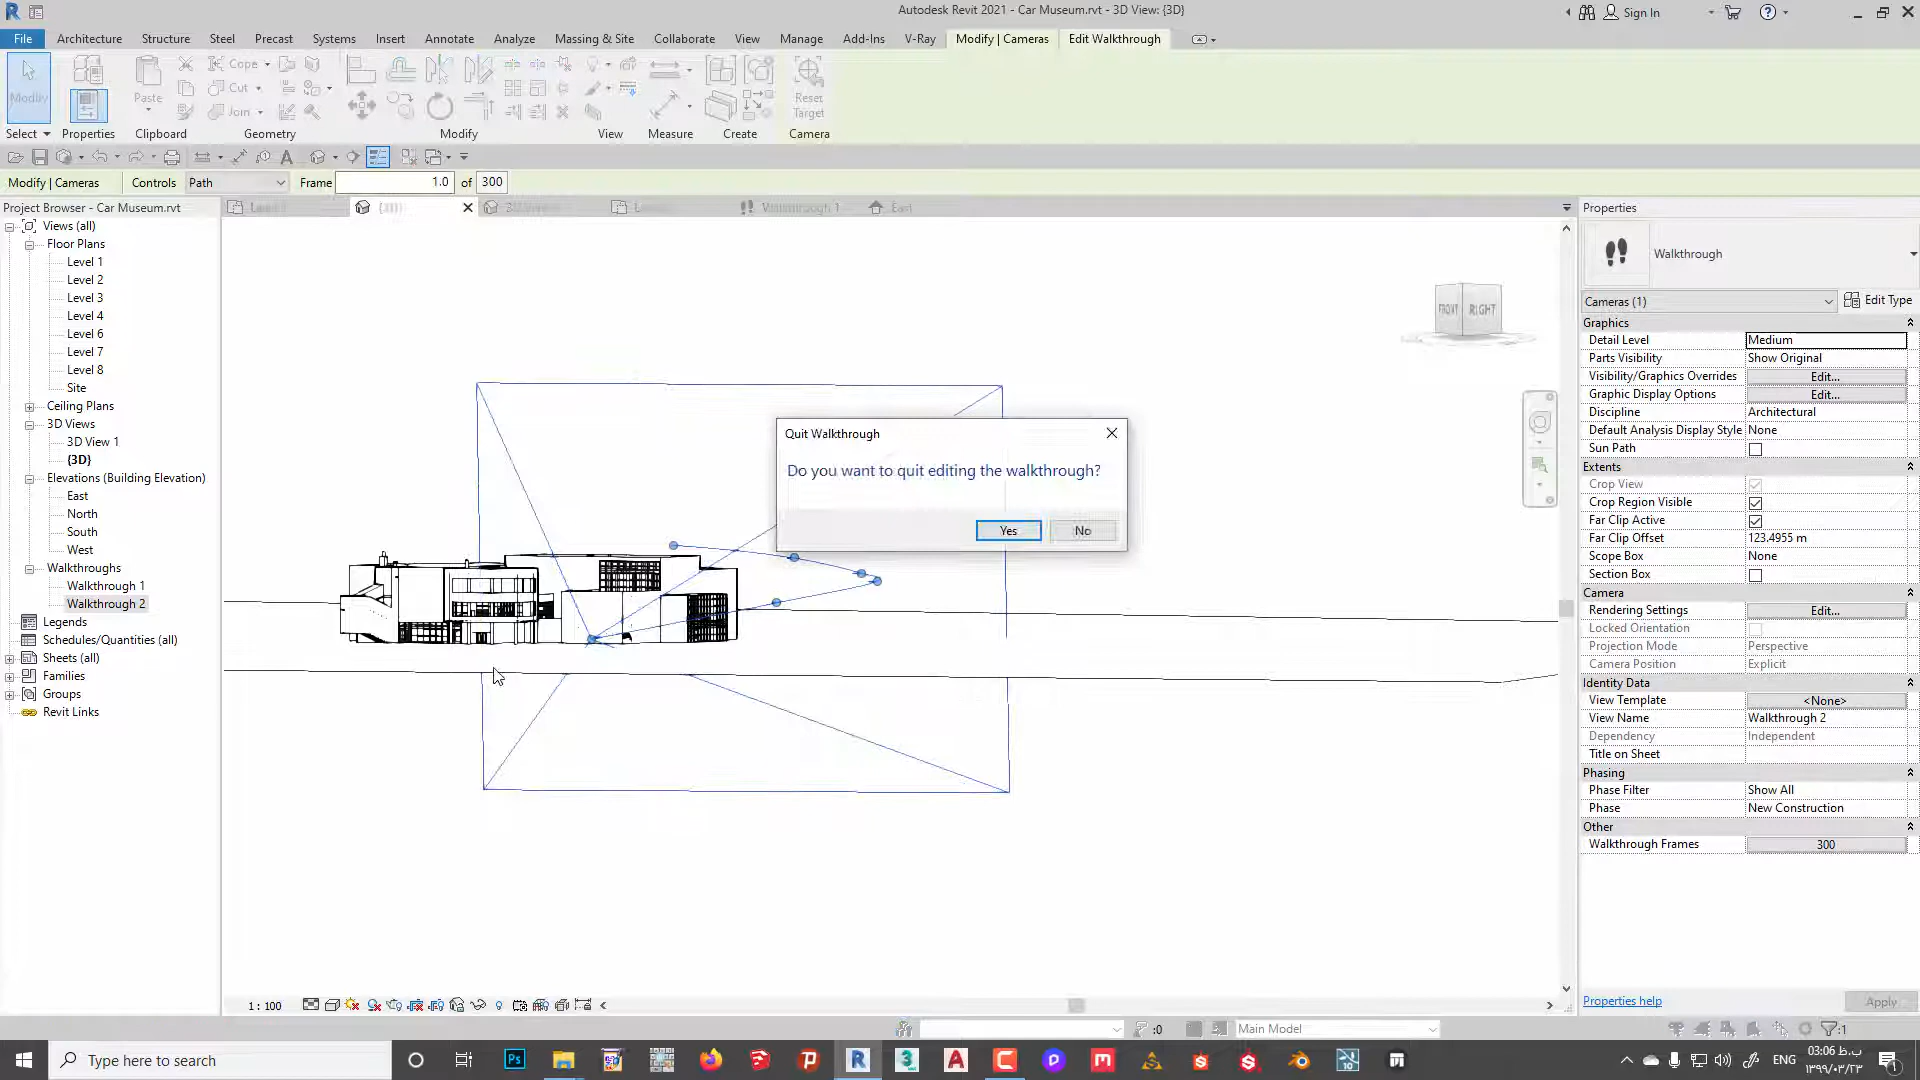 Autodesk Revit 2021 - Car Museum.rvt - 3D View: {3D}
Sign In
File Architecture Structure Steel Precast Systems Insert Annotate Analyze Massing & Site Collaborate View Manage Add-Ins V-Ray Modify | Cameras Edit Walkthrough
Modify
Paste
Cope
Cut
Join
Reset
Target
Select Properties Clipboard Geometry Modify View Measure Create Camera
Modify | Cameras Controls Path Frame 1.0 of 300
Project Browser - Car Museum.rvt
Views (all)
Floor Plans
Level 1
Level 2
Level 3
Level 4
Level 6
Level 7
Level 8
Site
Ceiling Plans
3D Views
3D View 1
{3D}
Elevations (Building Elevation)
East
North
South
West
Walkthroughs
Walkthrough 1
Walkthrough 2
Legends
Schedules/Quantities (all)
Sheets (all)
Families
Groups
Revit Links
{3D}
Walkthrough 1
East
FRONT RIGHT
Quit Walkthrough
Do you want to quit editing the walkthrough?
Yes No
1 : 100
Properties
Walkthrough
Cameras (1) Edit Type
Graphics
Detail Level Medium
Parts Visibility Show Original
Visibility/Graphics Overrides Edit...
Graphic Display Options Edit...
Discipline Architectural
Default Analysis Display Style None
Sun Path
Extents
Crop View
Crop Region Visible
Far Clip Active
Far Clip Offset 123.4955 m
Scope Box None
Section Box
Camera
Rendering Settings Edit...
Locked Orientation
Projection Mode Perspective
Camera Position Explicit
Identity Data
View Template <None>
View Name Walkthrough 2
Dependency Independent
Title on Sheet
Phasing
Phase Filter Show All
Phase New Construction
Other
Walkthrough Frames 300
Properties help Apply
:0 Main Model :1
Type here to search
ENG
03:06 ب.ظ
۱۳۹۹/۰۳/۲۳